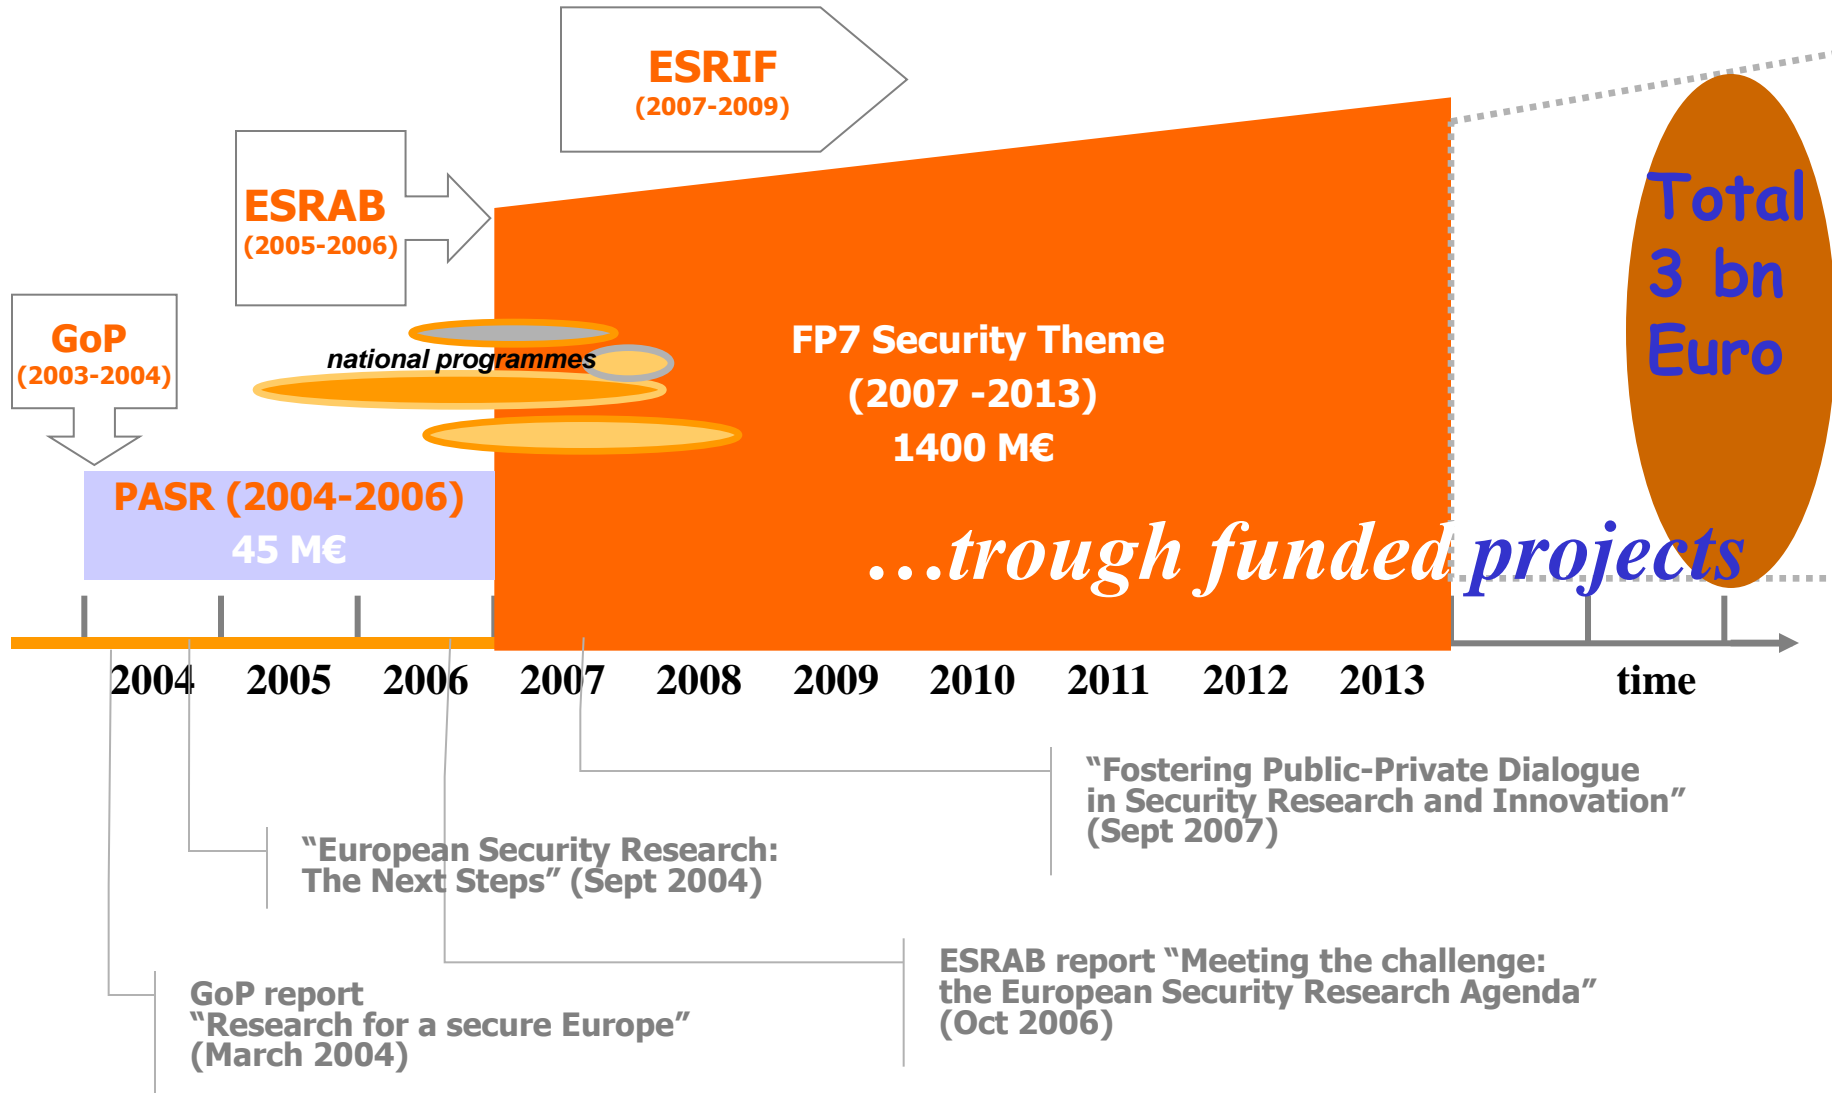 ESRIF
(2007-2009)
ESRAB
(2005-2006)
GoP
(2003-2004)
national programmes
FP7 Security Theme
(2007 -2013)
1400 M€
Total
3 bn
Euro
PASR (2004-2006)
45 M€
...trough funded projects
2004 2005 2006 2007 2008 2009 2010 2011 2012 2013 time
“Fostering Public-Private Dialogue
in Security Research and Innovation”
(Sept 2007)
“European Security Research:
The Next Steps” (Sept 2004)
ESRAB report “Meeting the challenge:
the European Security Research Agenda”
(Oct 2006)
GoP report
“Research for a secure Europe”
(March 2004)